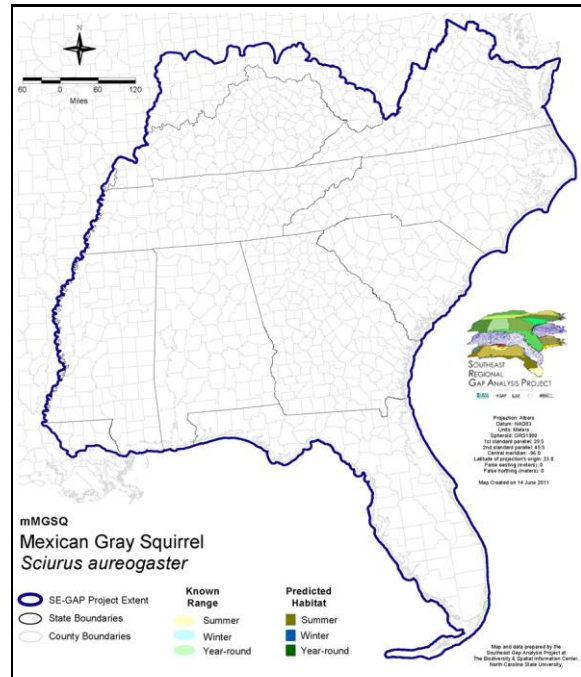 N
60 0 60 120
Miles
SOUTHEAST
REGIONAL
GAP ANALYSIS PROJECT
Projection: Albers
Datum: NAD83
Units: Meters
Spheroid: GRS1980
1st standard parallel: 29.5
2nd standard parallel: 45.5
Central meridian: -96.0
Latitude of projection's origin: 23.0
False easting (meters): 0
False northing (meters): 0
Map Created on 14 June 2011
mMGSQ
Mexican Gray Squirrel
Sciurus aureogaster
SE-GAP Project Extent
State Boundaries
County Boundaries
Known
Range
Summer
Winter
Year-round
Predicted
Habitat
Summer
Winter
Year-round
Map and data prepared by the
Southeast Gap Analysis Project at
The Biodiversity & Spatial Information Center,
North Carolina State University.